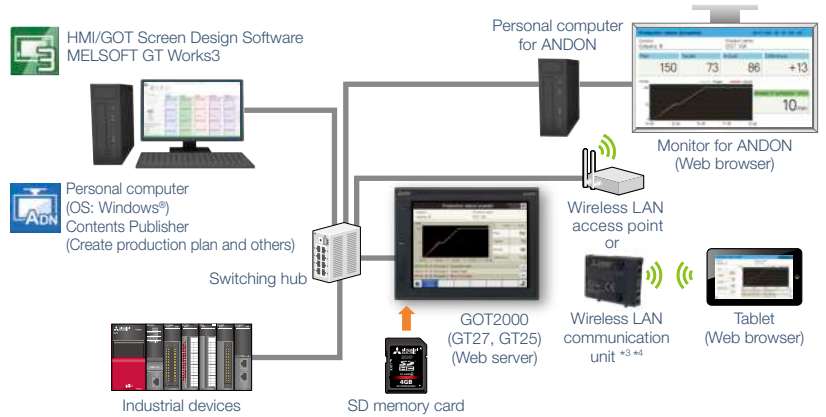 HMI/GOT Screen Design Software
MELSOFT GT Works3
Personal computer
for ANDON
150
73
86
+13
10
Monitor for ANDON
(Web browser)
ADN
Personal computer
(OS: Windows®)
Contents Publisher
(Create production plan and others)
Switching hub
Wireless LAN
access point
or
Wireless LAN
communication
unit *3 *4
Tablet
(Web browser)
GOT2000
(GT27, GT25)
(Web server)
4GB
Industrial devices
SD memory card